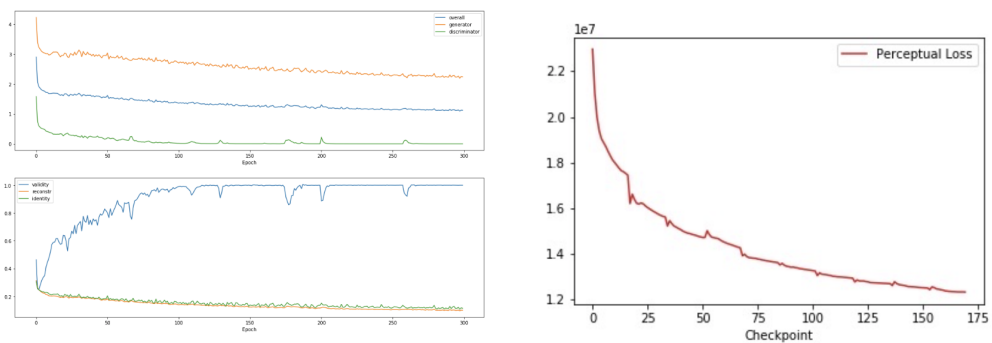 overall
generator
discriminator
4
3
2
1
0
0 50 100 150 200 250 300
Epoch
validity
reconstr
identity
1.0
0.8
0.6
0.4
0.2
0 50 100 150 200 250 300
Epoch
1e7
Perceptual Loss
2.2
2.0
1.8
1.6
1.4
1.2
0 25 50 75 100 125 150 175
Checkpoint